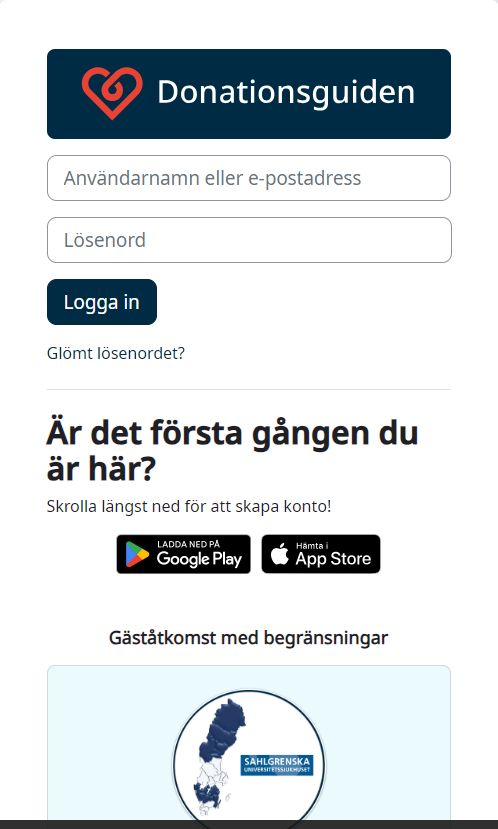 Donationsguiden
Användarnamn eller e-postadress
Lösenord
Logga in
Glömt lösenordet?
Är det första gången du
är här?
Skrolla längst ned för att skapa konto!
LADDA NED PÅ
Google Play
Hämta i
App Store
Gäståtkomst med begränsningar
SAHLGRENSKA
UNIVERSITETSSJUKHUSET